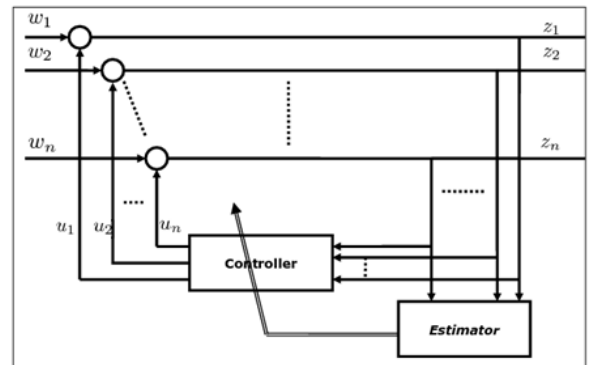 w₁ z₁
w₂ z₂
wₙ zₙ
u₁ u₂ uₙ
Controller
Estimator